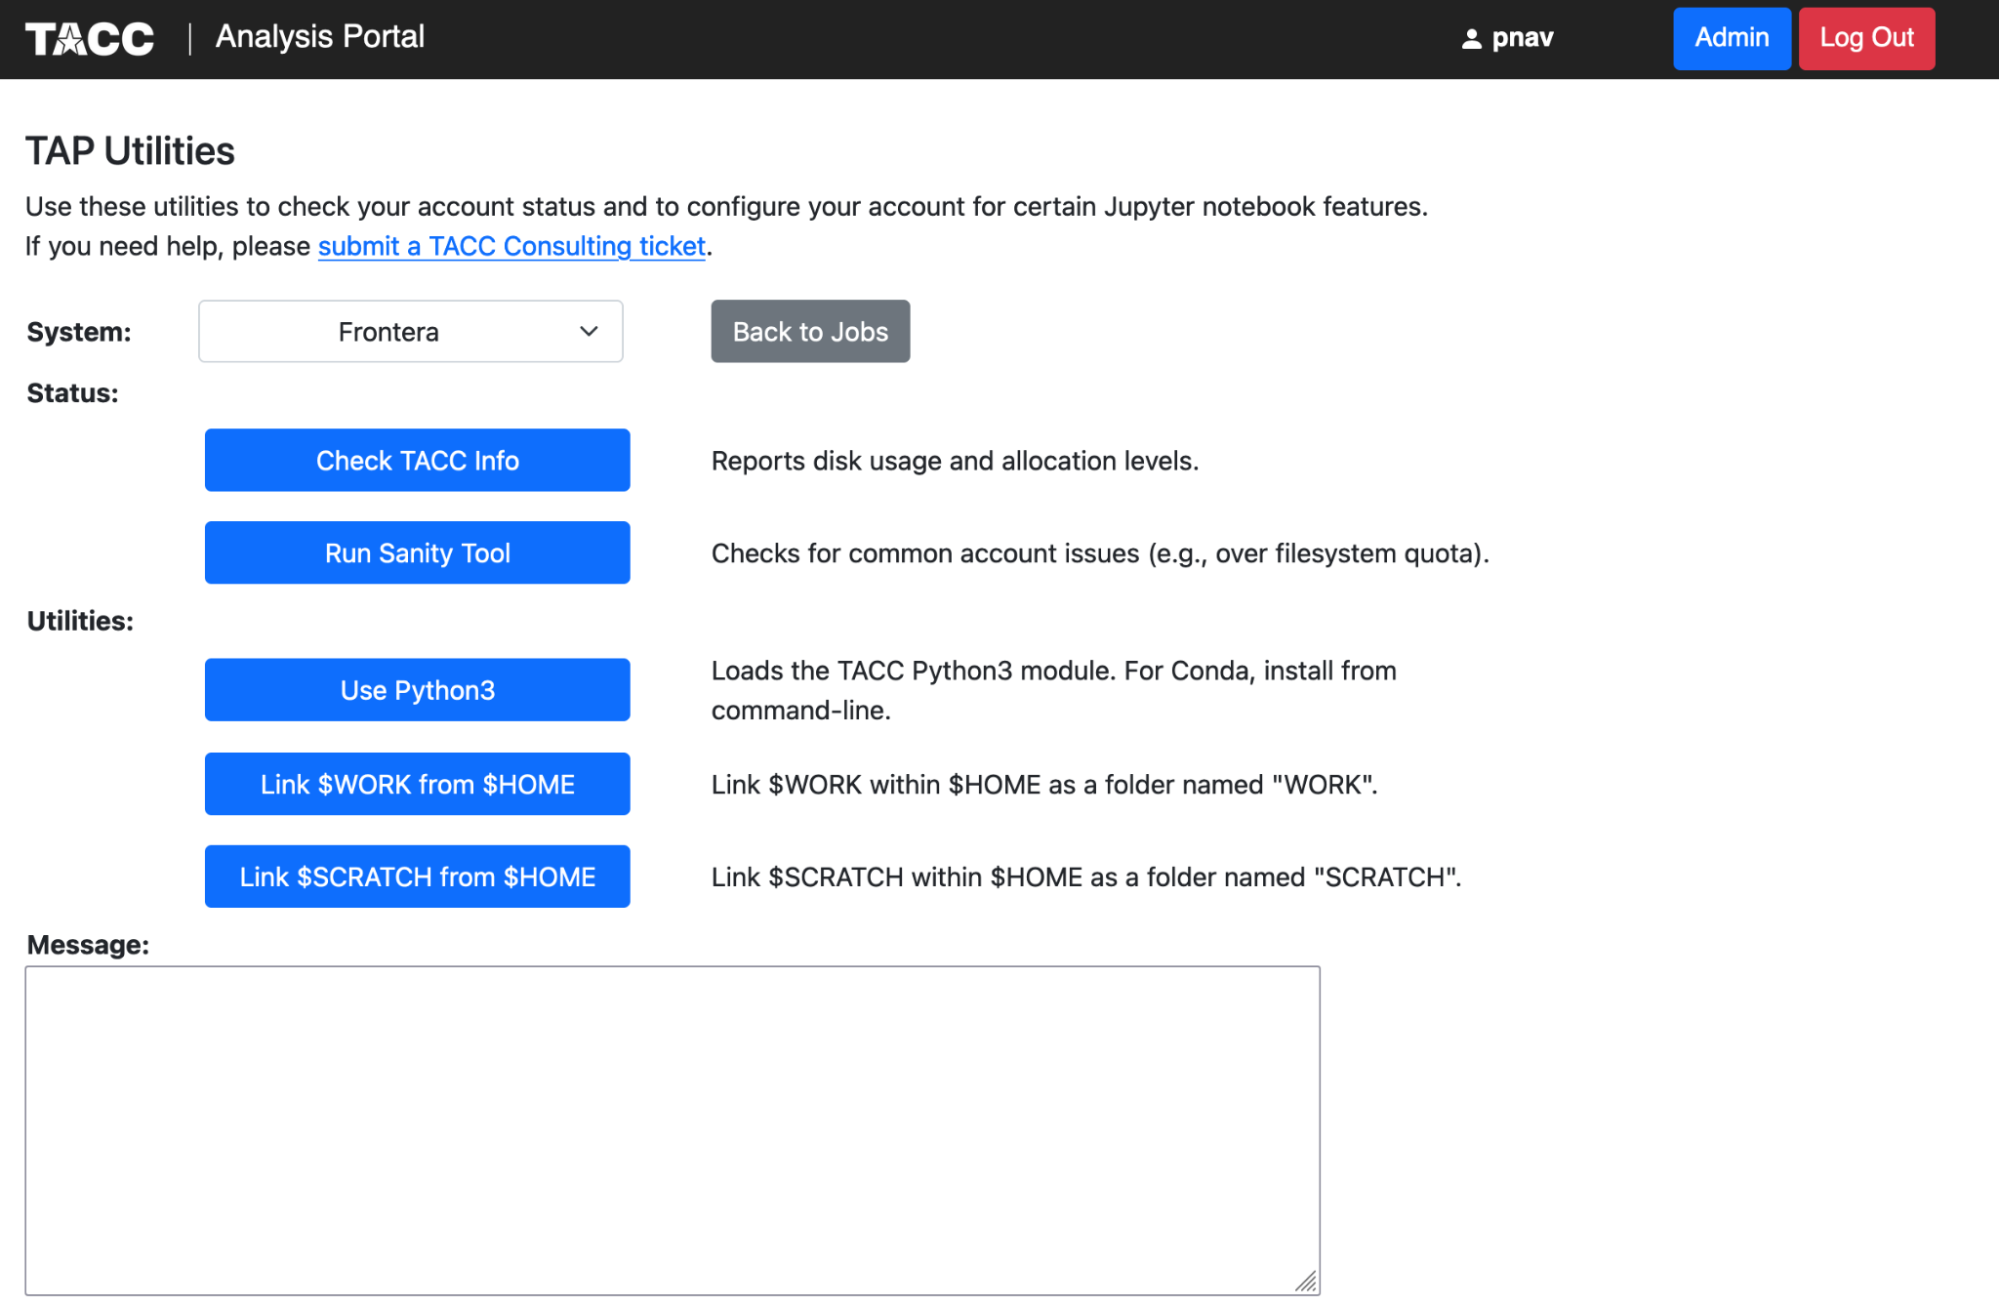 TACC | Analysis Portal
pnav
Admin
Log Out
TAP Utilities
Use these utilities to check your account status and to configure your account for certain Jupyter notebook features.
If you need help, please submit a TACC Consulting ticket.
System:
Frontera
Back to Jobs
Status:
Check TACC Info
Reports disk usage and allocation levels.
Run Sanity Tool
Checks for common account issues (e.g., over filesystem quota).
Utilities:
Use Python3
Loads the TACC Python3 module. For Conda, install from
command-line.
Link $WORK from $HOME
Link $WORK within $HOME as a folder named "WORK".
Link $SCRATCH from $HOME
Link $SCRATCH within $HOME as a folder named "SCRATCH".
Message: